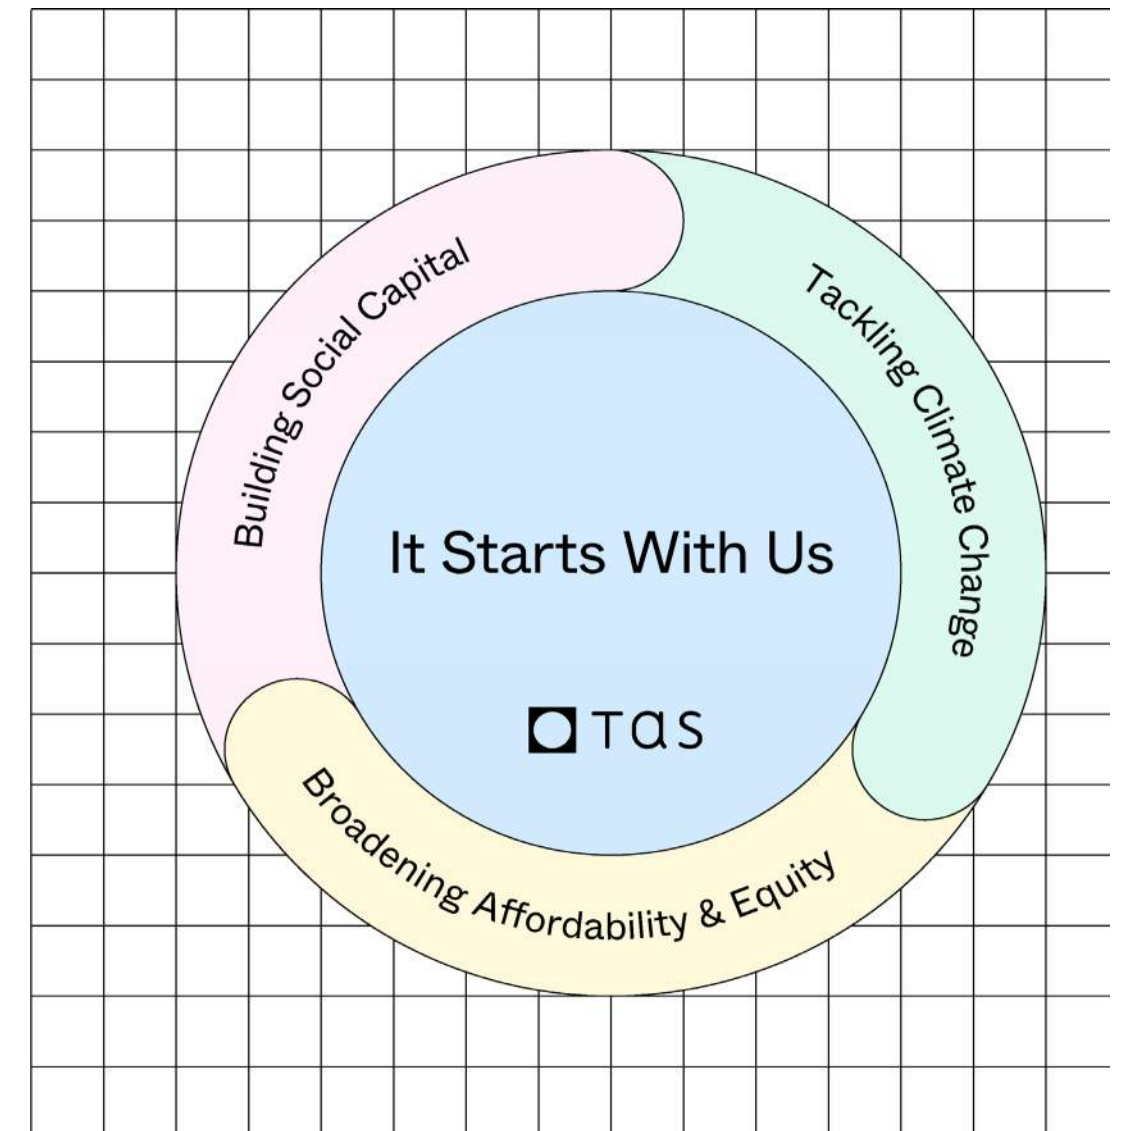 Building Social Capital
Tackling Climate Change
It Starts With Us
TAS
Broadening Affordability & Equity